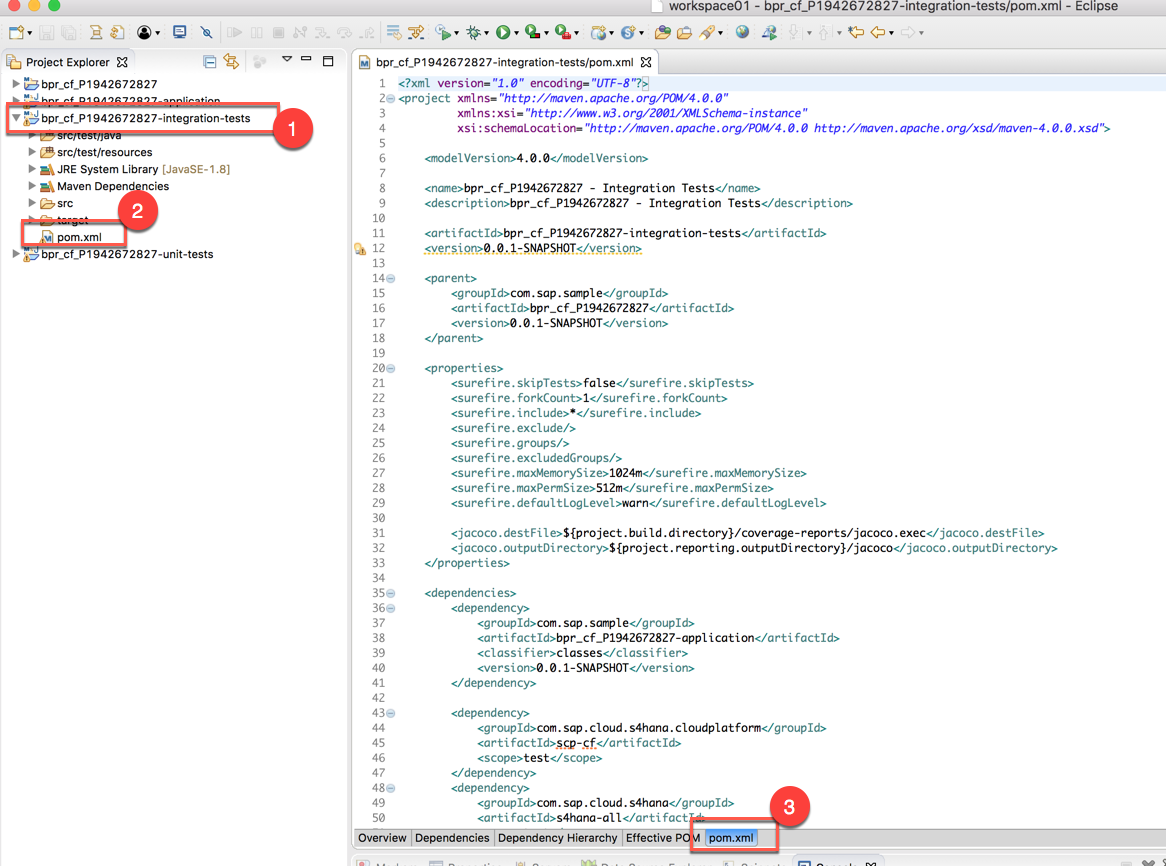 workspace01 - bpr_cf_P1942672827-integration-tests/pom.xml - Eclipse
Project Explorer
bpr_cf_P1942672827
bpr_cf_P1942672827-application
bpr_cf_P1942672827-integration-tests
1
src/test/java
src/test/resources
JRE System Library [JavaSE-1.8]
Maven Dependencies
src
2
target
pom.xml
bpr_cf_P1942672827-unit-tests
bpr_cf_P1942672827-integration-tests/pom.xml
1 <?xml version="1.0" encoding="UTF-8"?>
2 <project xmlns="http://maven.apache.org/POM/4.0.0"
3 xmlns:xsi="http://www.w3.org/2001/XMLSchema-instance"
4 xsi:schemaLocation="http://maven.apache.org/POM/4.0.0 http://maven.apache.org/xsd/maven-4.0.0.xsd">
5
6 <modelVersion>4.0.0</modelVersion>
7
8 <name>bpr_cf_P1942672827 - Integration Tests</name>
9 <description>bpr_cf_P1942672827 - Integration Tests</description>
10
11 <artifactId>bpr_cf_P1942672827-integration-tests</artifactId>
12 <version>0.0.1-SNAPSHOT</version>
13
14 <parent>
15 <groupId>com.sap.sample</groupId>
16 <artifactId>bpr_cf_P1942672827</artifactId>
17 <version>0.0.1-SNAPSHOT</version>
18 </parent>
19
20 <properties>
21 <surefire.skipTests>false</surefire.skipTests>
22 <surefire.forkCount>1</surefire.forkCount>
23 <surefire.include>*</surefire.include>
24 <surefire.exclude/>
25 <surefire.groups/>
26 <surefire.excludedGroups/>
27 <surefire.maxMemorySize>1024m</surefire.maxMemorySize>
28 <surefire.maxPermSize>512m</surefire.maxPermSize>
29 <surefire.defaultLogLevel>warn</surefire.defaultLogLevel>
30
31 <jacoco.destFile>${project.build.directory}/coverage-reports/jacoco.exec</jacoco.destFile>
32 <jacoco.outputDirectory>${project.reporting.outputDirectory}/jacoco</jacoco.outputDirectory>
33 </properties>
34
35 <dependencies>
36 <dependency>
37 <groupId>com.sap.sample</groupId>
38 <artifactId>bpr_cf_P1942672827-application</artifactId>
39 <classifier>classes</classifier>
40 <version>0.0.1-SNAPSHOT</version>
41 </dependency>
42
43 <dependency>
44 <groupId>com.sap.cloud.s4hana.cloudplatform</groupId>
45 <artifactId>scp-cf</artifactId>
46 <scope>test</scope>
47 </dependency>
48 <dependency>
49 <groupId>com.sap.cloud.s4hana</groupId>
50 <artifactId>s4hana-all</artifactId>
3
Overview Dependencies Dependency Hierarchy Effective POM pom.xml